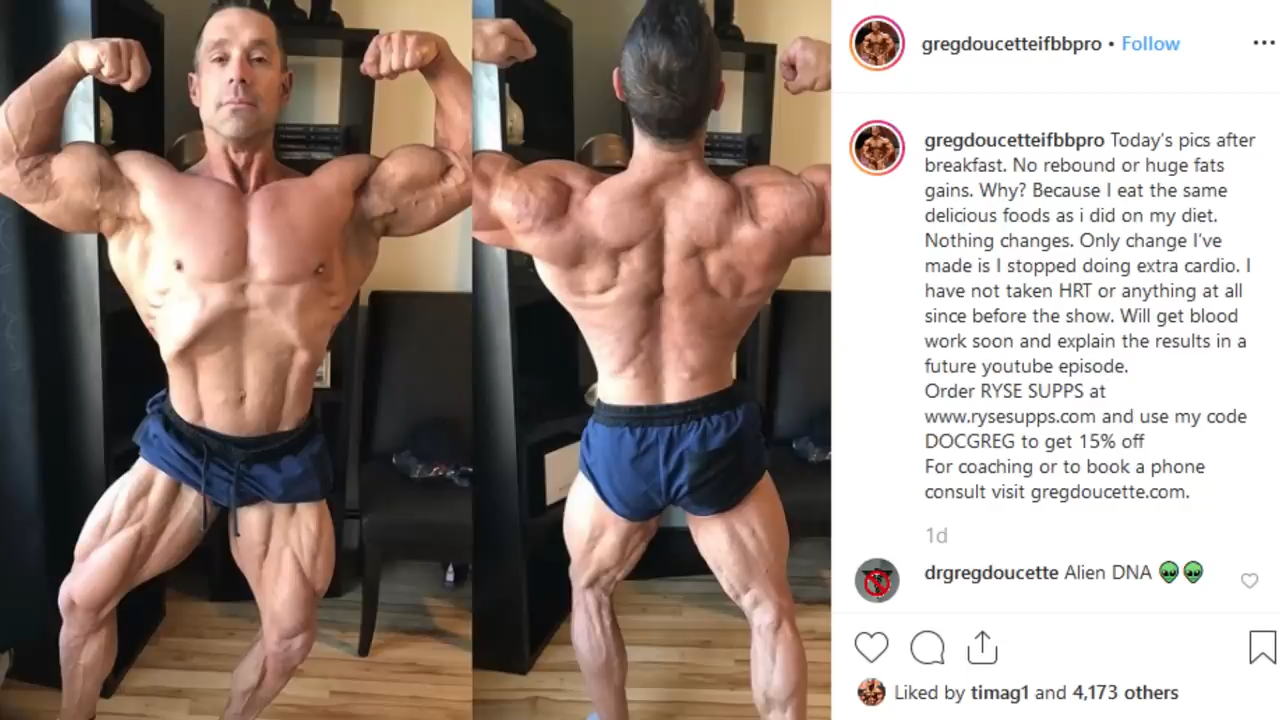 gregdoucetteifbbpro • Follow
gregdoucetteifbbpro Today's pics after
breakfast. No rebound or huge fats
gains. Why? Because I eat the same
delicious foods as i did on my diet.
Nothing changes. Only change I've
made is I stopped doing extra cardio. I
have not taken HRT or anything at all
since before the show. Will get blood
work soon and explain the results in a
future youtube episode.
Order RYSE SUPPS at
www.rysesupps.com and use my code
DOCGREG to get 15% off
For coaching or to book a phone
consult visit gregdoucette.com.
1d
drgregdoucette Alien DNA 👽👽
Liked by timag1 and 4,173 others